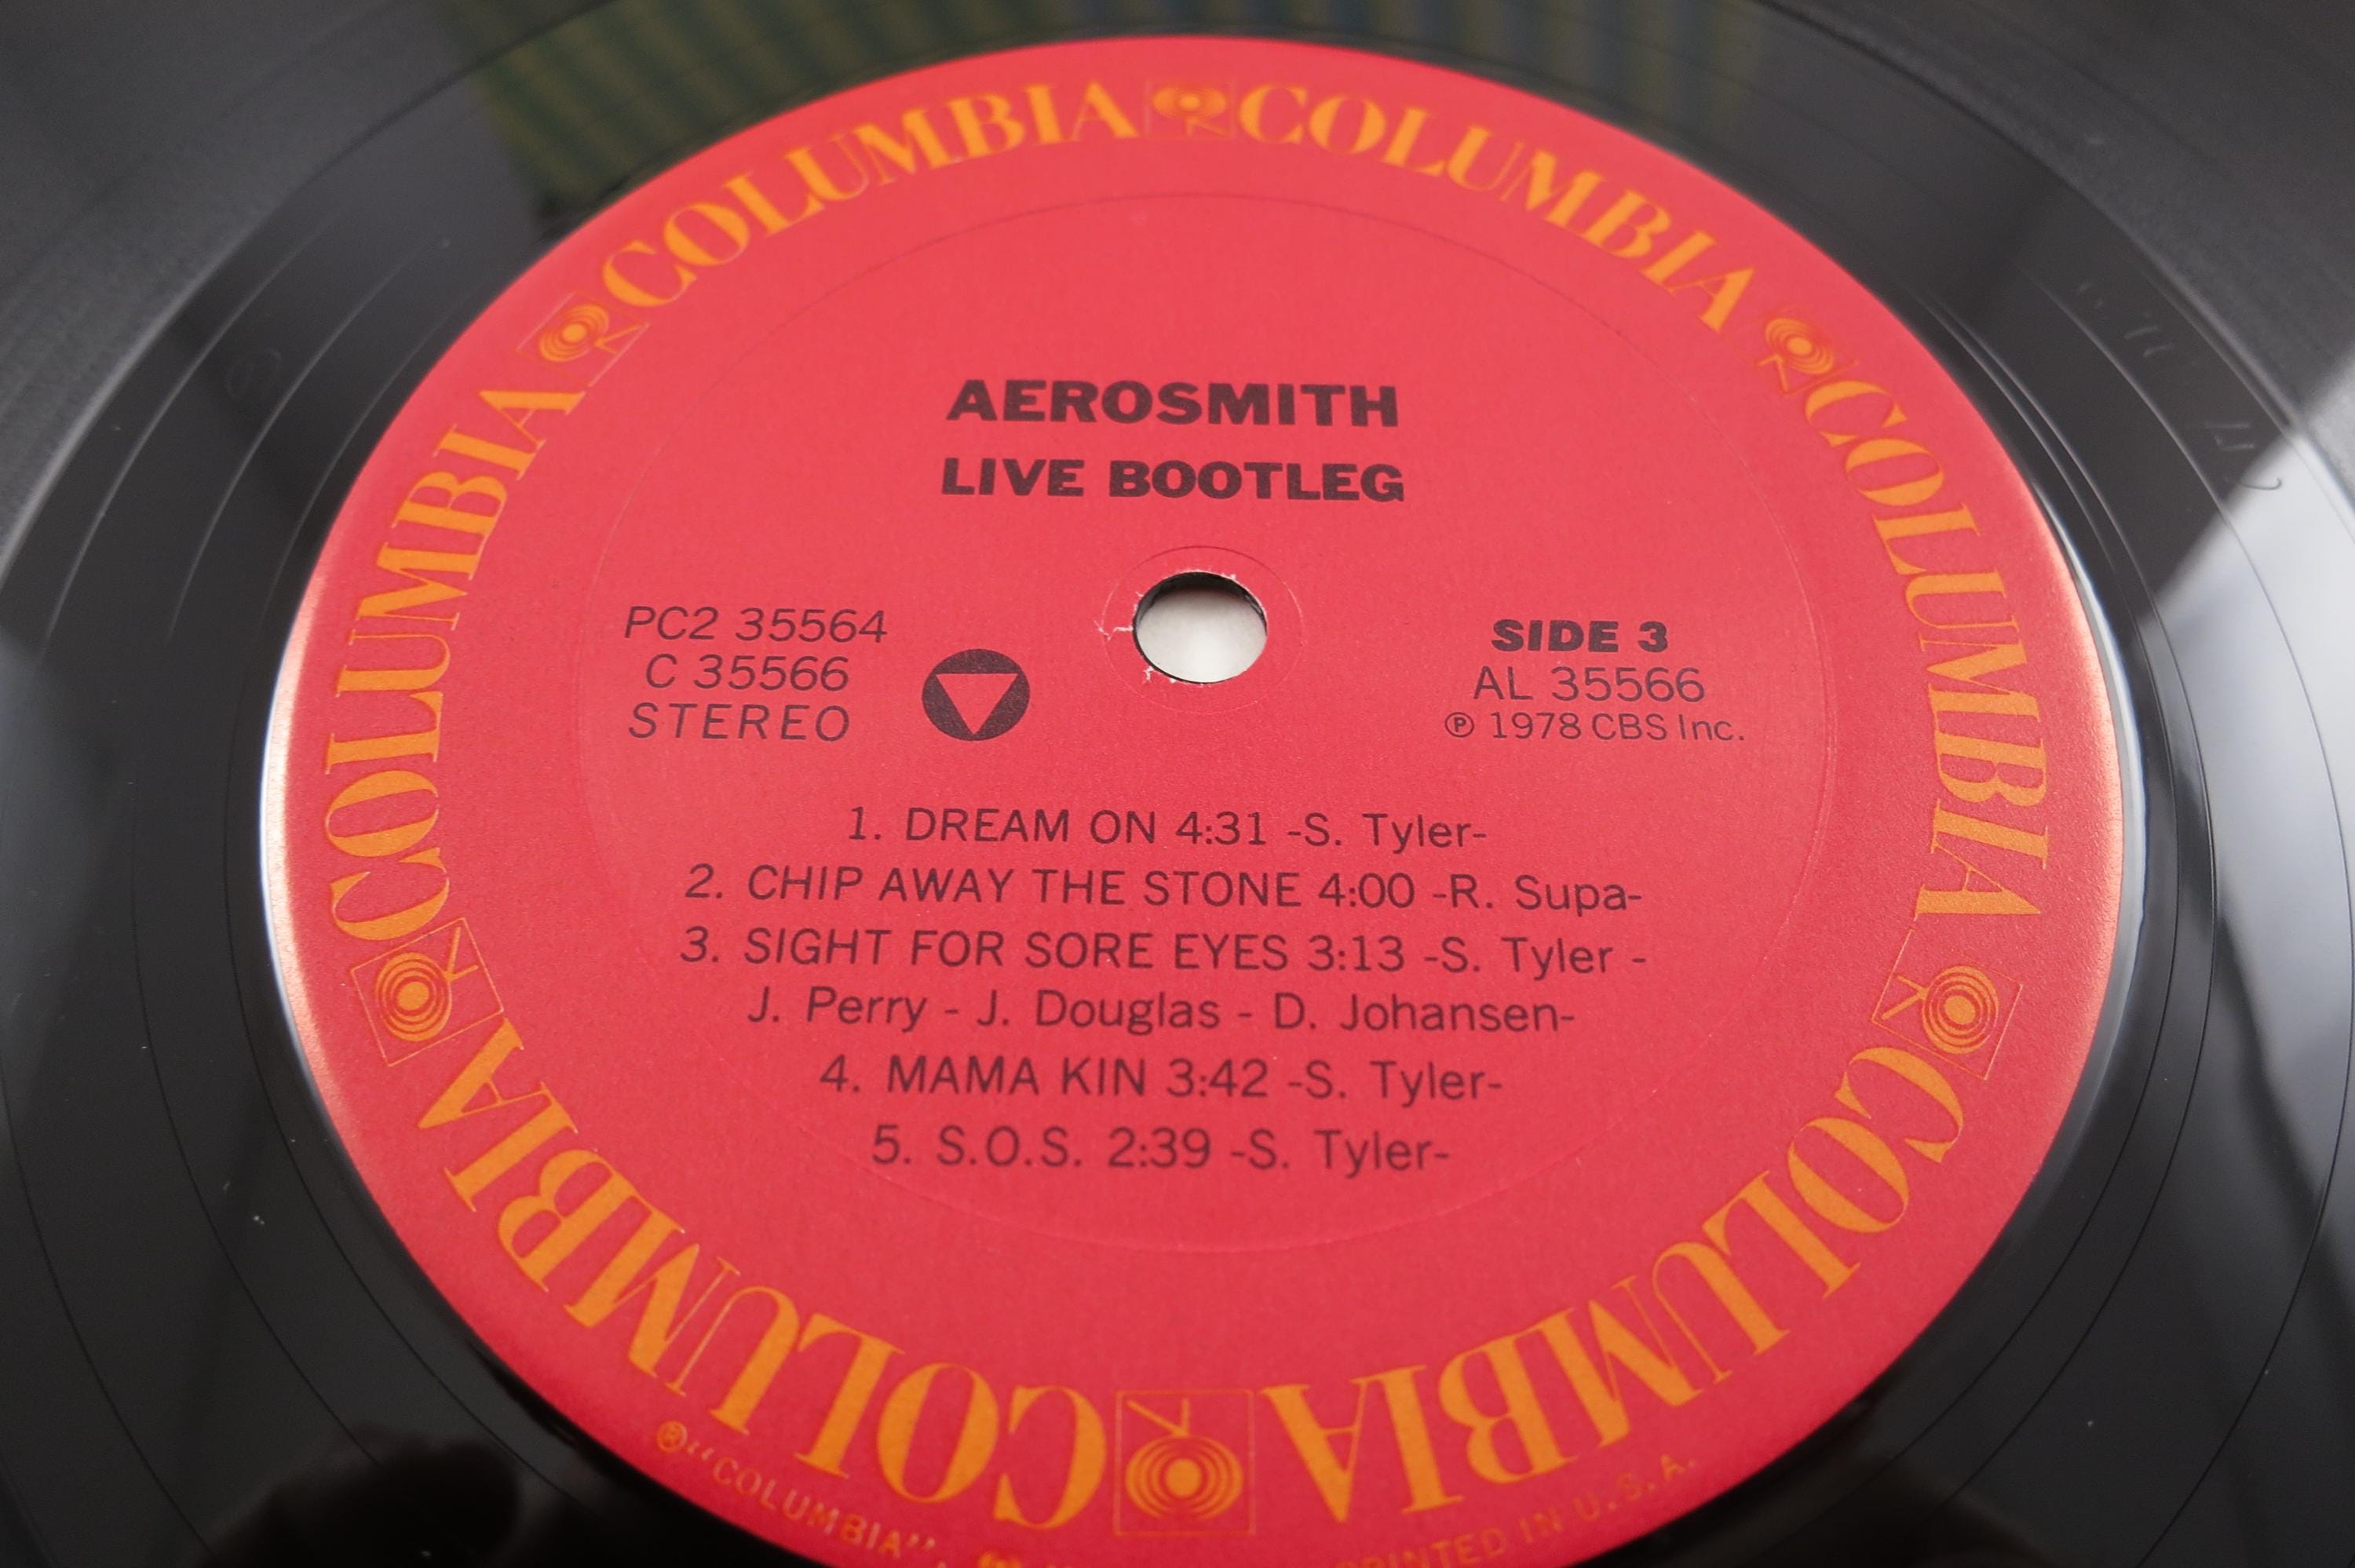 COLUMBIA COLUMBIA COLUMBIA COLUMBIA COLUMBIA COLUMBIA
AEROSMITH
LIVE BOOTLEG
PC2 35564
C 35566
STEREO
SIDE 3
AL 35566
Ⓟ 1978 CBS Inc.
1. DREAM ON 4:31 -S. Tyler-
2. CHIP AWAY THE STONE 4:00 -R. Supa-
3. SIGHT FOR SORE EYES 3:13 -S. Tyler -
J. Perry - J. Douglas - D. Johansen-
4. MAMA KIN 3:42 -S. Tyler-
5. S.O.S. 2:39 -S. Tyler-
® "COLUMBIA",
PRINTED IN U.S.A.